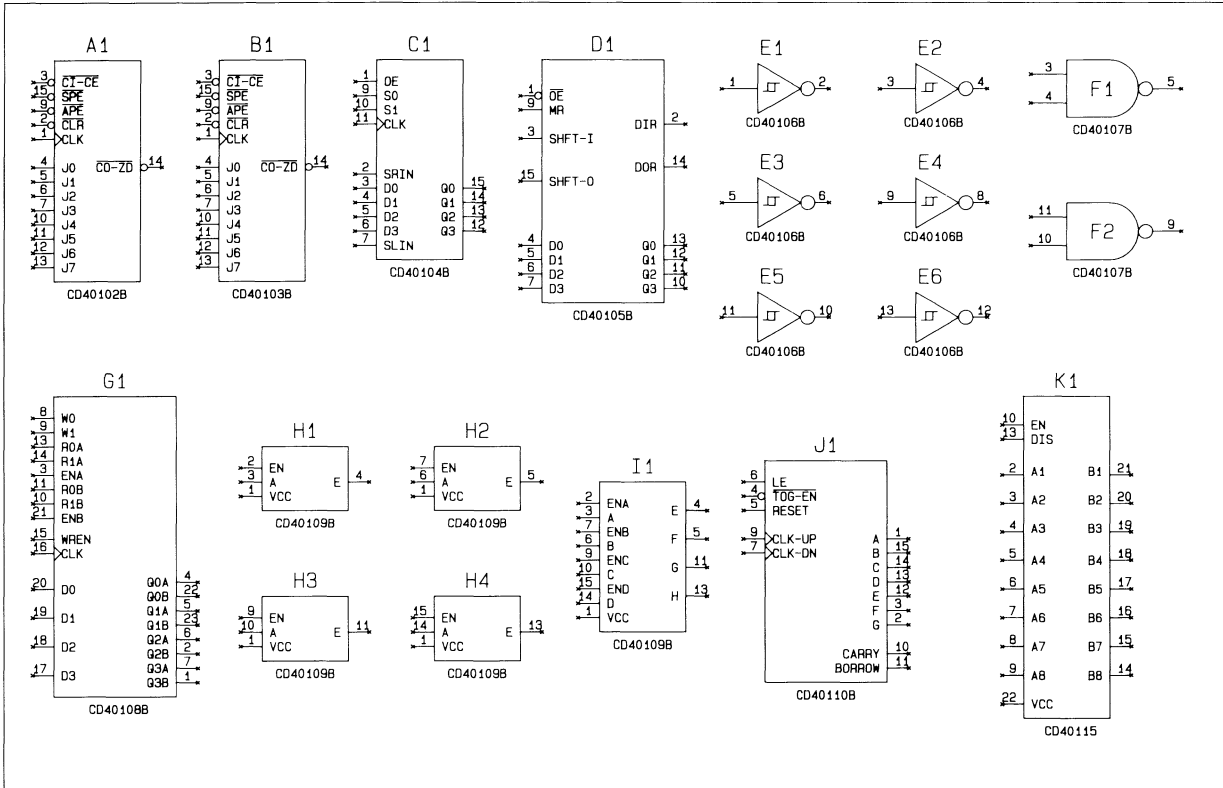 A1
3 CI-CE
15 SPE
9 APE
2 CLR
1 CLK
4 J0 CO-ZD 14
5 J1
6 J2
7 J3
10 J4
11 J5
12 J6
13 J7
CD40102B
B1
3 CI-CE
15 SPE
9 APE
2 CLR
1 CLK
4 J0 CO-ZD 14
5 J1
6 J2
7 J3
10 J4
11 J5
12 J6
13 J7
CD40103B
C1
1 OE
9 S0
10 S1
11 CLK
2 SRIN
3 D0 Q0 15
4 D1 Q1 14
5 D2 Q2 13
6 D3 Q3 12
7 SLIN
CD40104B
D1
1 OE
9 MR
DIR 2
3 SHFT-I
DOR 14
15 SHFT-O
4 D0 Q0 13
5 D1 Q1 12
6 D2 Q2 11
7 D3 Q3 10
CD40105B
E1
1 2
CD40106B
E2
3 4
CD40106B
3
4 F1 5
CD40107B
E3
5 6
CD40106B
E4
9 8
CD40106B
11
10 F2 9
CD40107B
E5
11 10
CD40106B
E6
13 12
CD40106B
G1
8 W0
9 W1
13 R0A
14 R1A
3 ENA
11 R0B
10 R1B
21 ENB
15 WREN
16 CLK
20 D0 Q0A 4
Q0B 22
19 D1 Q1A 5
Q1B 23
18 D2 Q2A 6
Q2B 2
17 D3 Q3A 7
Q3B 1
CD40108B
H1
2 EN
3 A E 4
1 VCC
CD40109B
H2
7 EN
6 A E 5
1 VCC
CD40109B
H3
9 EN
10 A E 11
1 VCC
CD40109B
H4
15 EN
14 A E 13
1 VCC
CD40109B
I1
2 ENA E 4
3 A
7 ENB F 5
6 B
9 ENC G 11
10 C
15 END H 13
14 D
1 VCC
CD40109B
J1
6 LE
4 TOG-EN
5 RESET
9 CLK-UP A 1
7 CLK-DN B 15
C 14
D 13
E 12
F 3
G 2
CARRY 10
BORROW 11
CD40110B
K1
10 EN
13 DIS
2 A1 B1 21
3 A2 B2 20
4 A3 B3 19
5 A4 B4 18
6 A5 B5 17
7 A6 B6 16
8 A7 B7 15
9 A8 B8 14
22 VCC
CD40115